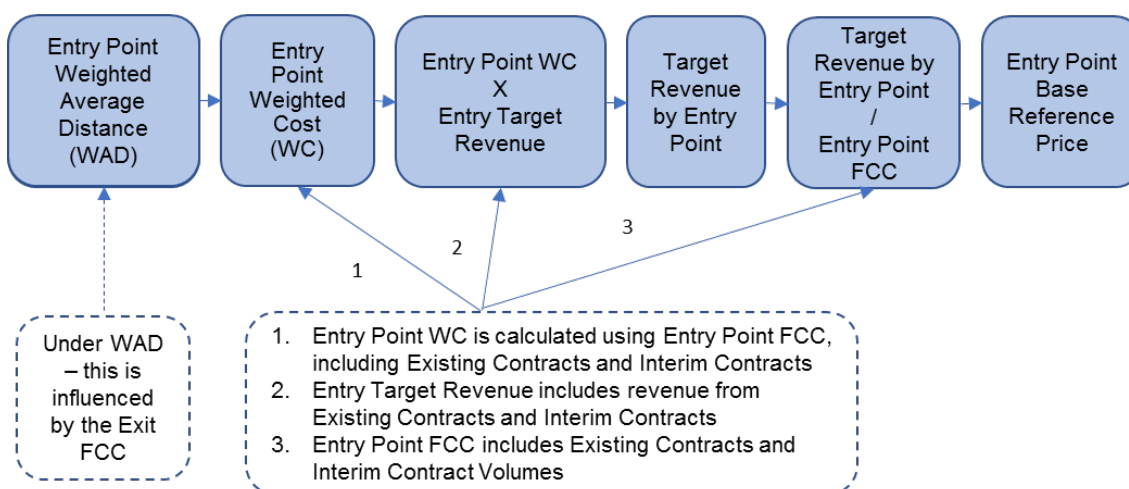 Entry Point
Weighted
Average
Distance
(WAD)
Entry
Point
Weighted
Cost
(WC)
Entry Point WC
X
Entry Target
Revenue
Target
Revenue
by Entry
Point
Target
Revenue by
Entry Point
/
Entry Point
FCC
Entry Point
Base
Reference
Price
1
2
3
Under WAD
– this is
influenced
by the Exit
FCC
1. Entry Point WC is calculated using Entry Point FCC,
including Existing Contracts and Interim Contracts
2. Entry Target Revenue includes revenue from
Existing Contracts and Interim Contracts
3. Entry Point FCC includes Existing Contracts and
Interim Contract Volumes